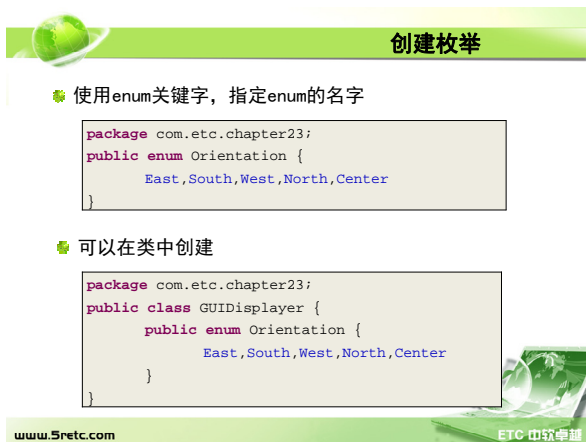 创建枚举
使用enum关键字，指定enum的名字
package com.etc.chapter23;
public enum Orientation {
East,South,West,North,Center
}
可以在类中创建
package com.etc.chapter23;
public class GUIDisplayer {
public enum Orientation {
East,South,West,North,Center
}
}
www.5retc.com
ETC 中软卓越